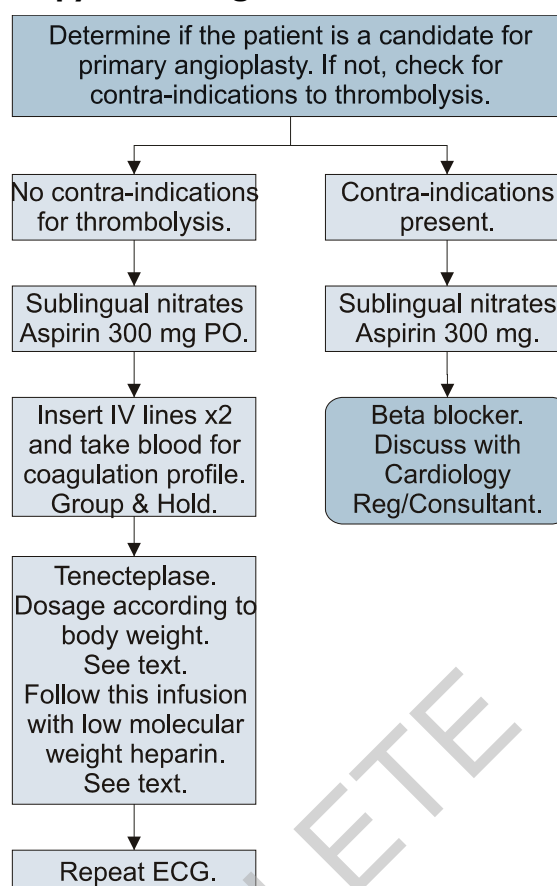 Determine if the patient is a candidate for
primary angioplasty. If not, check for
contra-indications to thrombolysis.
No contra-indications
for thrombolysis.
Contra-indications
present.
Sublingual nitrates
Aspirin 300 mg PO.
Sublingual nitrates
Aspirin 300 mg.
Insert IV lines x2
and take blood for
coagulation profile.
Group & Hold.
Beta blocker.
Discuss with
Cardiology
Reg/Consultant.
Tenecteplase.
Dosage according to
body weight.
See text.
Follow this infusion
with low molecular
weight heparin.
See text.
Repeat ECG.
ETE